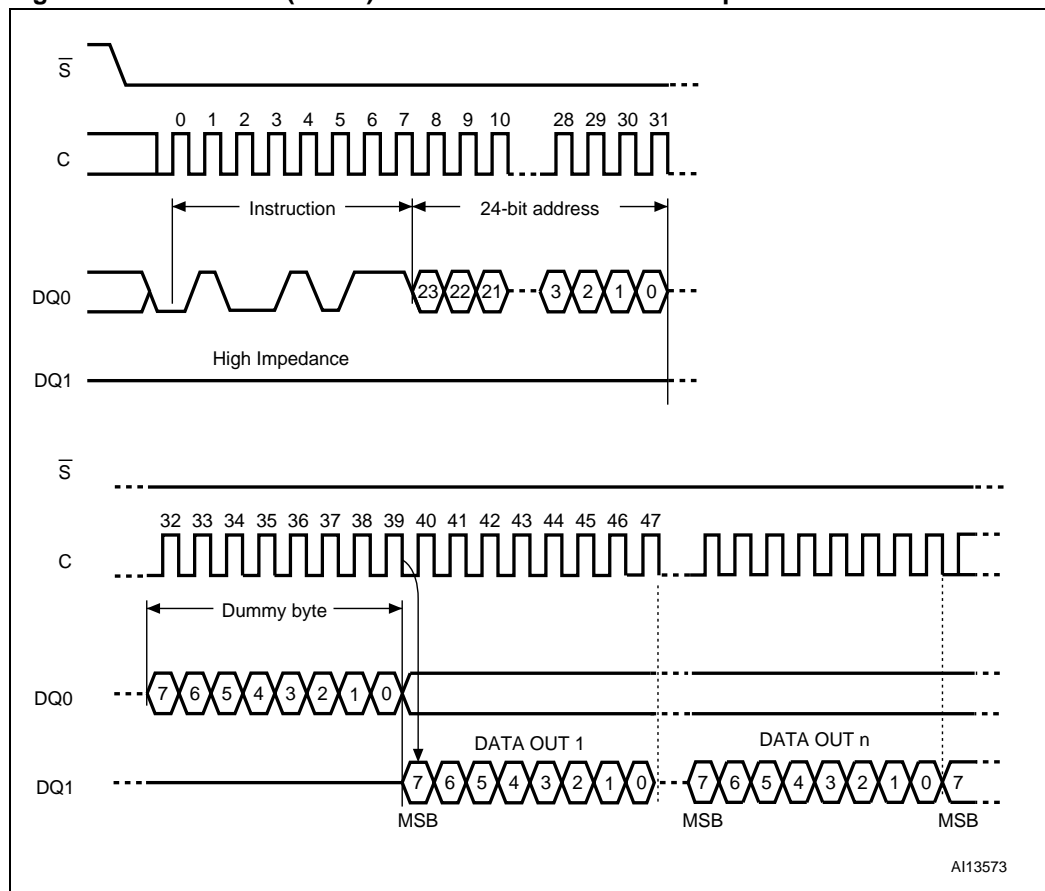 S
0 1 2 3 4 5 6 7 8 9 10 28 29 30 31
C
Instruction 24-bit address
DQ0 23 22 21 3 2 1 0
High Impedance
DQ1
S
32 33 34 35 36 37 38 39 40 41 42 43 44 45 46 47
C
Dummy byte
DQ0 7 6 5 4 3 2 1 0
DATA OUT 1 DATA OUT n
DQ1 7 6 5 4 3 2 1 0 7 6 5 4 3 2 1 0 7
MSB MSB MSB
AI13573